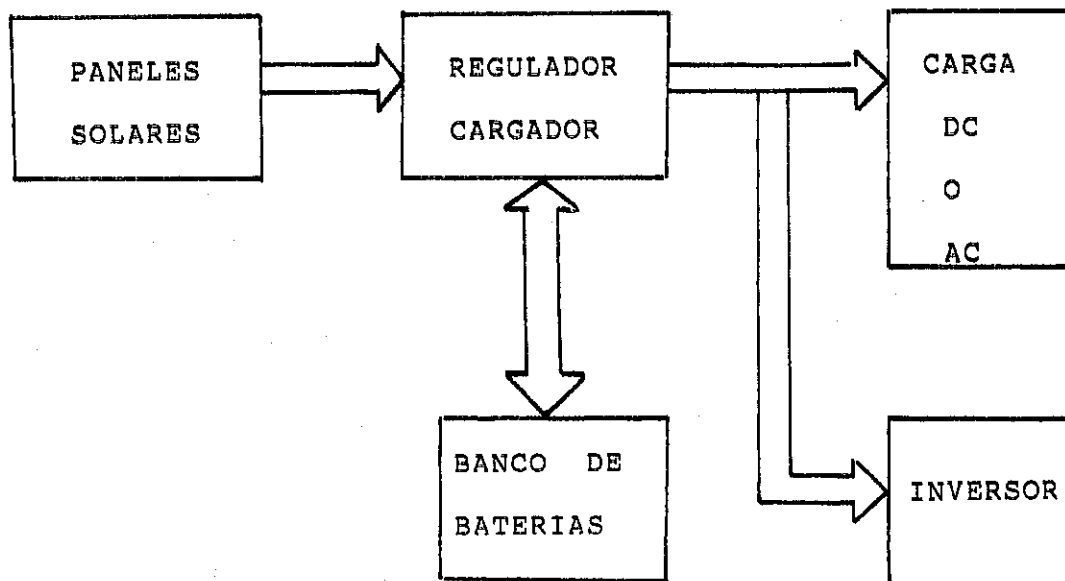 PANELES
SOLARES
REGULADOR
CARGADOR
CARGA
DC
O
AC
BANCO DE
BATERIAS
INVERSOR